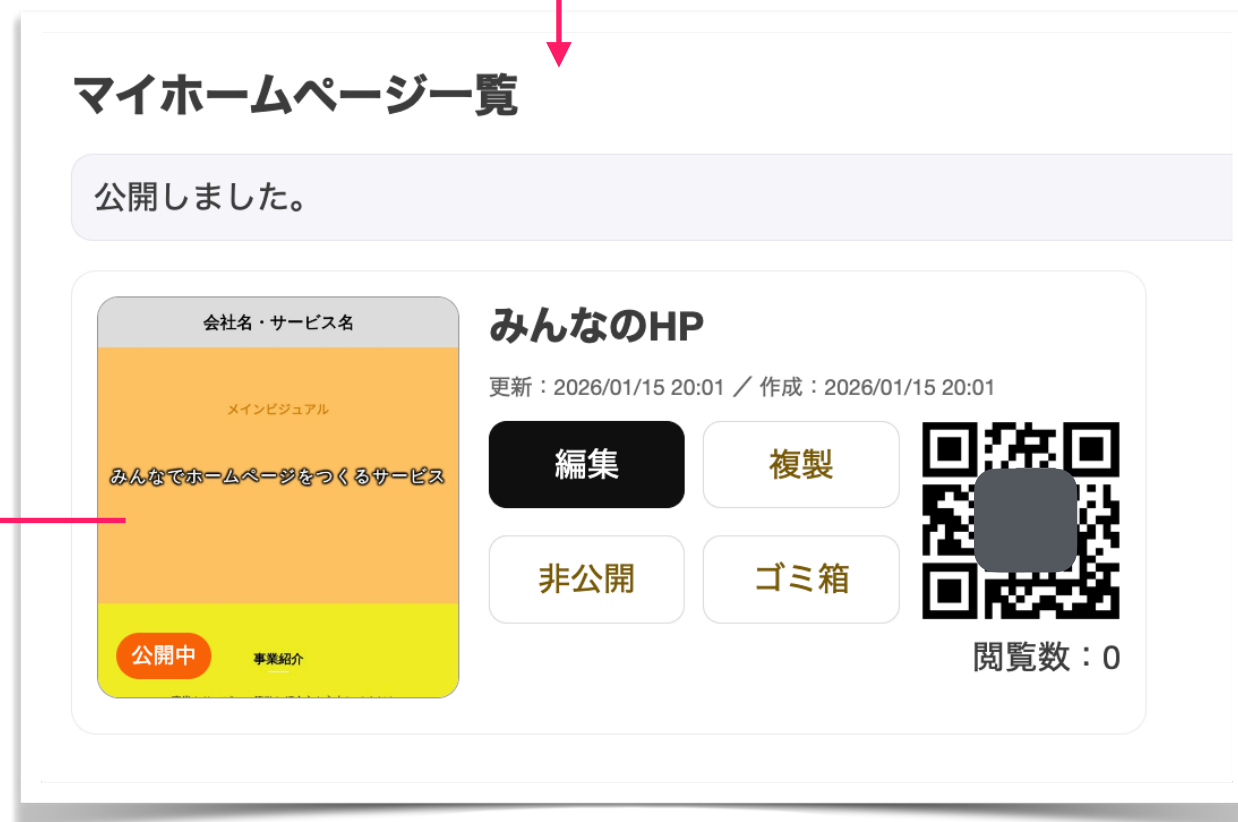 マイホームページ一覧
公開しました。
会社名・サービス名
メインビジュアル
みんなでホームページをつくるサービス
公開中
事業紹介
みんなのHP
更新：2026/01/15 20:01 ／ 作成：2026/01/15 20:01
編集
複製
非公開
ゴミ箱
閲覧数：0